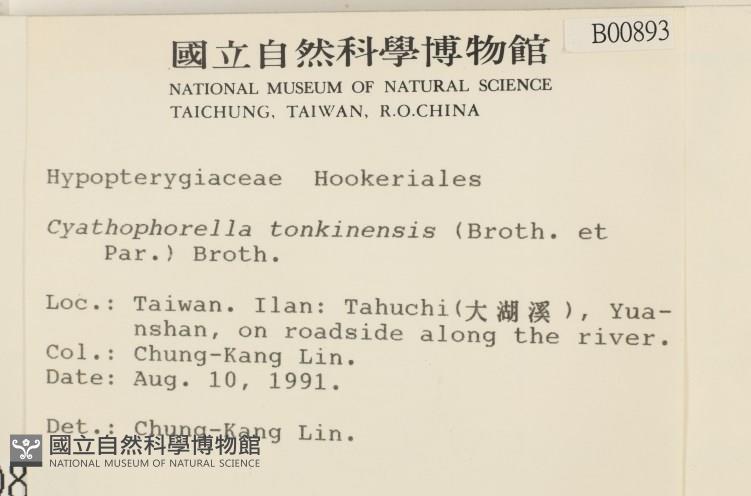 國立自然科學博物館
B00893
NATIONAL MUSEUM OF NATURAL SCIENCE
TAICHUNG, TAIWAN, R.O.CHINA
Hypopterygiaceae Hookeriales
Cyathophorella tonkinensis (Broth. et
Par.) Broth.
Loc.: Taiwan. Ilan: Tahuchi(大湖溪), Yua-
nshan, on roadside along the river.
Col.: Chung-Kang Lin.
Date: Aug. 10, 1991.
Det.: Chung-Kang Lin.
國立自然科學博物館
NATIONAL MUSEUM OF NATURAL SCIENCE